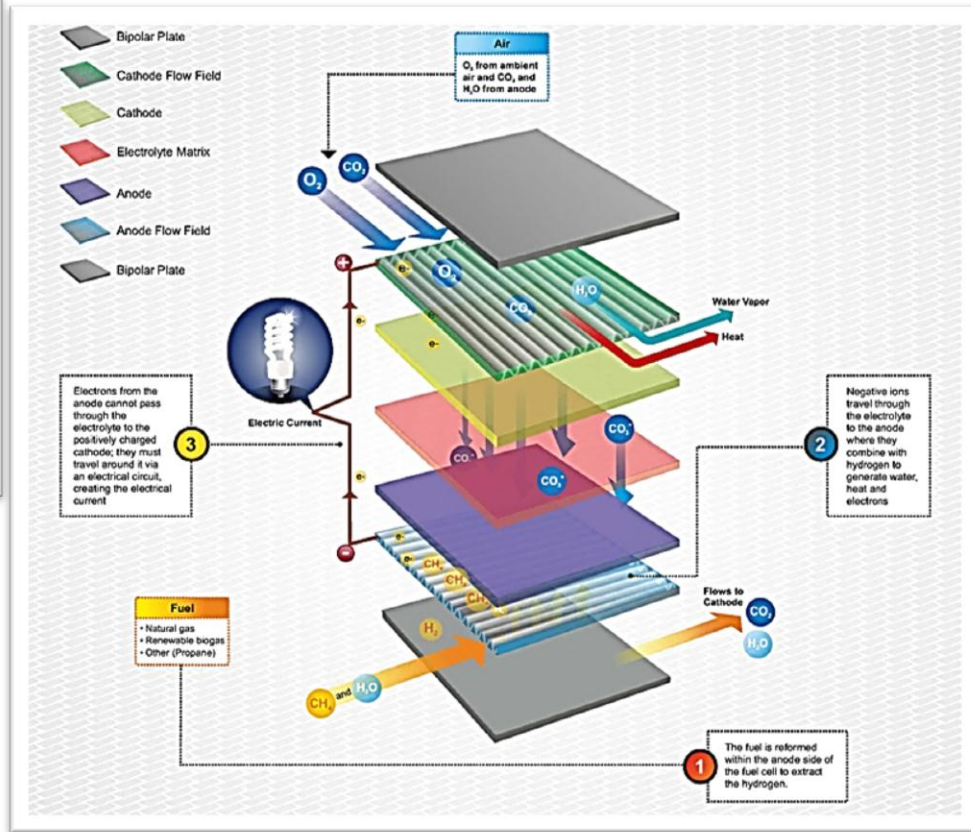 Bipolar Plate
Cathode Flow Field
Cathode
Electrolyte Matrix
Anode
Anode Flow Field
Bipolar Plate
Air
O₂ from ambient
air and CO₂ and
H₂O from anode
O₂
CO₂
+
e-
O₂
CO₂
H₂O
Water Vapor
Heat
e-
e-
Electric Current
Electrons from the
anode cannot pass
through the
electrolyte to the
positively charged
cathode; they must
travel around it via
an electrical circuit,
creating the electrical
current
3
Negative ions
travel through
the electrolyte
to the anode
where they
combine with
hydrogen to
generate water,
heat and
electrons
2
CO₃⁼
CO₃⁼
CO₃⁼
e-
-
e-
e-
CH₄
CH₄
CH₄
H₂
Flows to
Cathode
CO₂
H₂O
Fuel
• Natural gas
• Renewable biogas
• Other (Propane)
CH₄ and H₂O
1
The fuel is reformed
within the anode side of
the fuel cell to extract
the hydrogen.